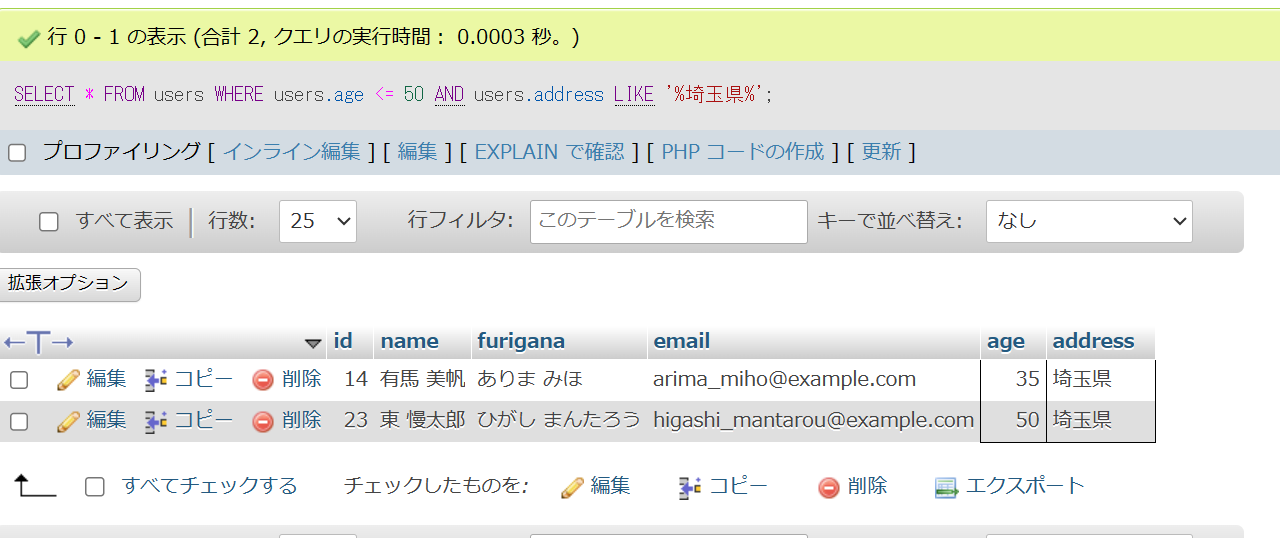 行 0 - 1 の表示 (合計 2, クエリの実行時間： 0.0003 秒。)
SELECT * FROM users WHERE users.age <= 50 AND users.address LIKE '%埼玉県%';
プロファイリング [ インライン編集 ] [ 編集 ] [ EXPLAIN で確認 ] [ PHP コードの作成 ] [ 更新 ]
すべて表示 行数: 25 行フィルタ: このテーブルを検索 キーで並べ替え: なし
拡張オプション
←T→ id name furigana email age address
編集 コピー 削除 14 有馬 美帆 ありま みほ arima_miho@example.com 35 埼玉県
編集 コピー 削除 23 東 慢太郎 ひがし まんたろう higashi_mantarou@example.com 50 埼玉県
すべてチェックする チェックしたものを: 編集 コピー 削除 エクスポート